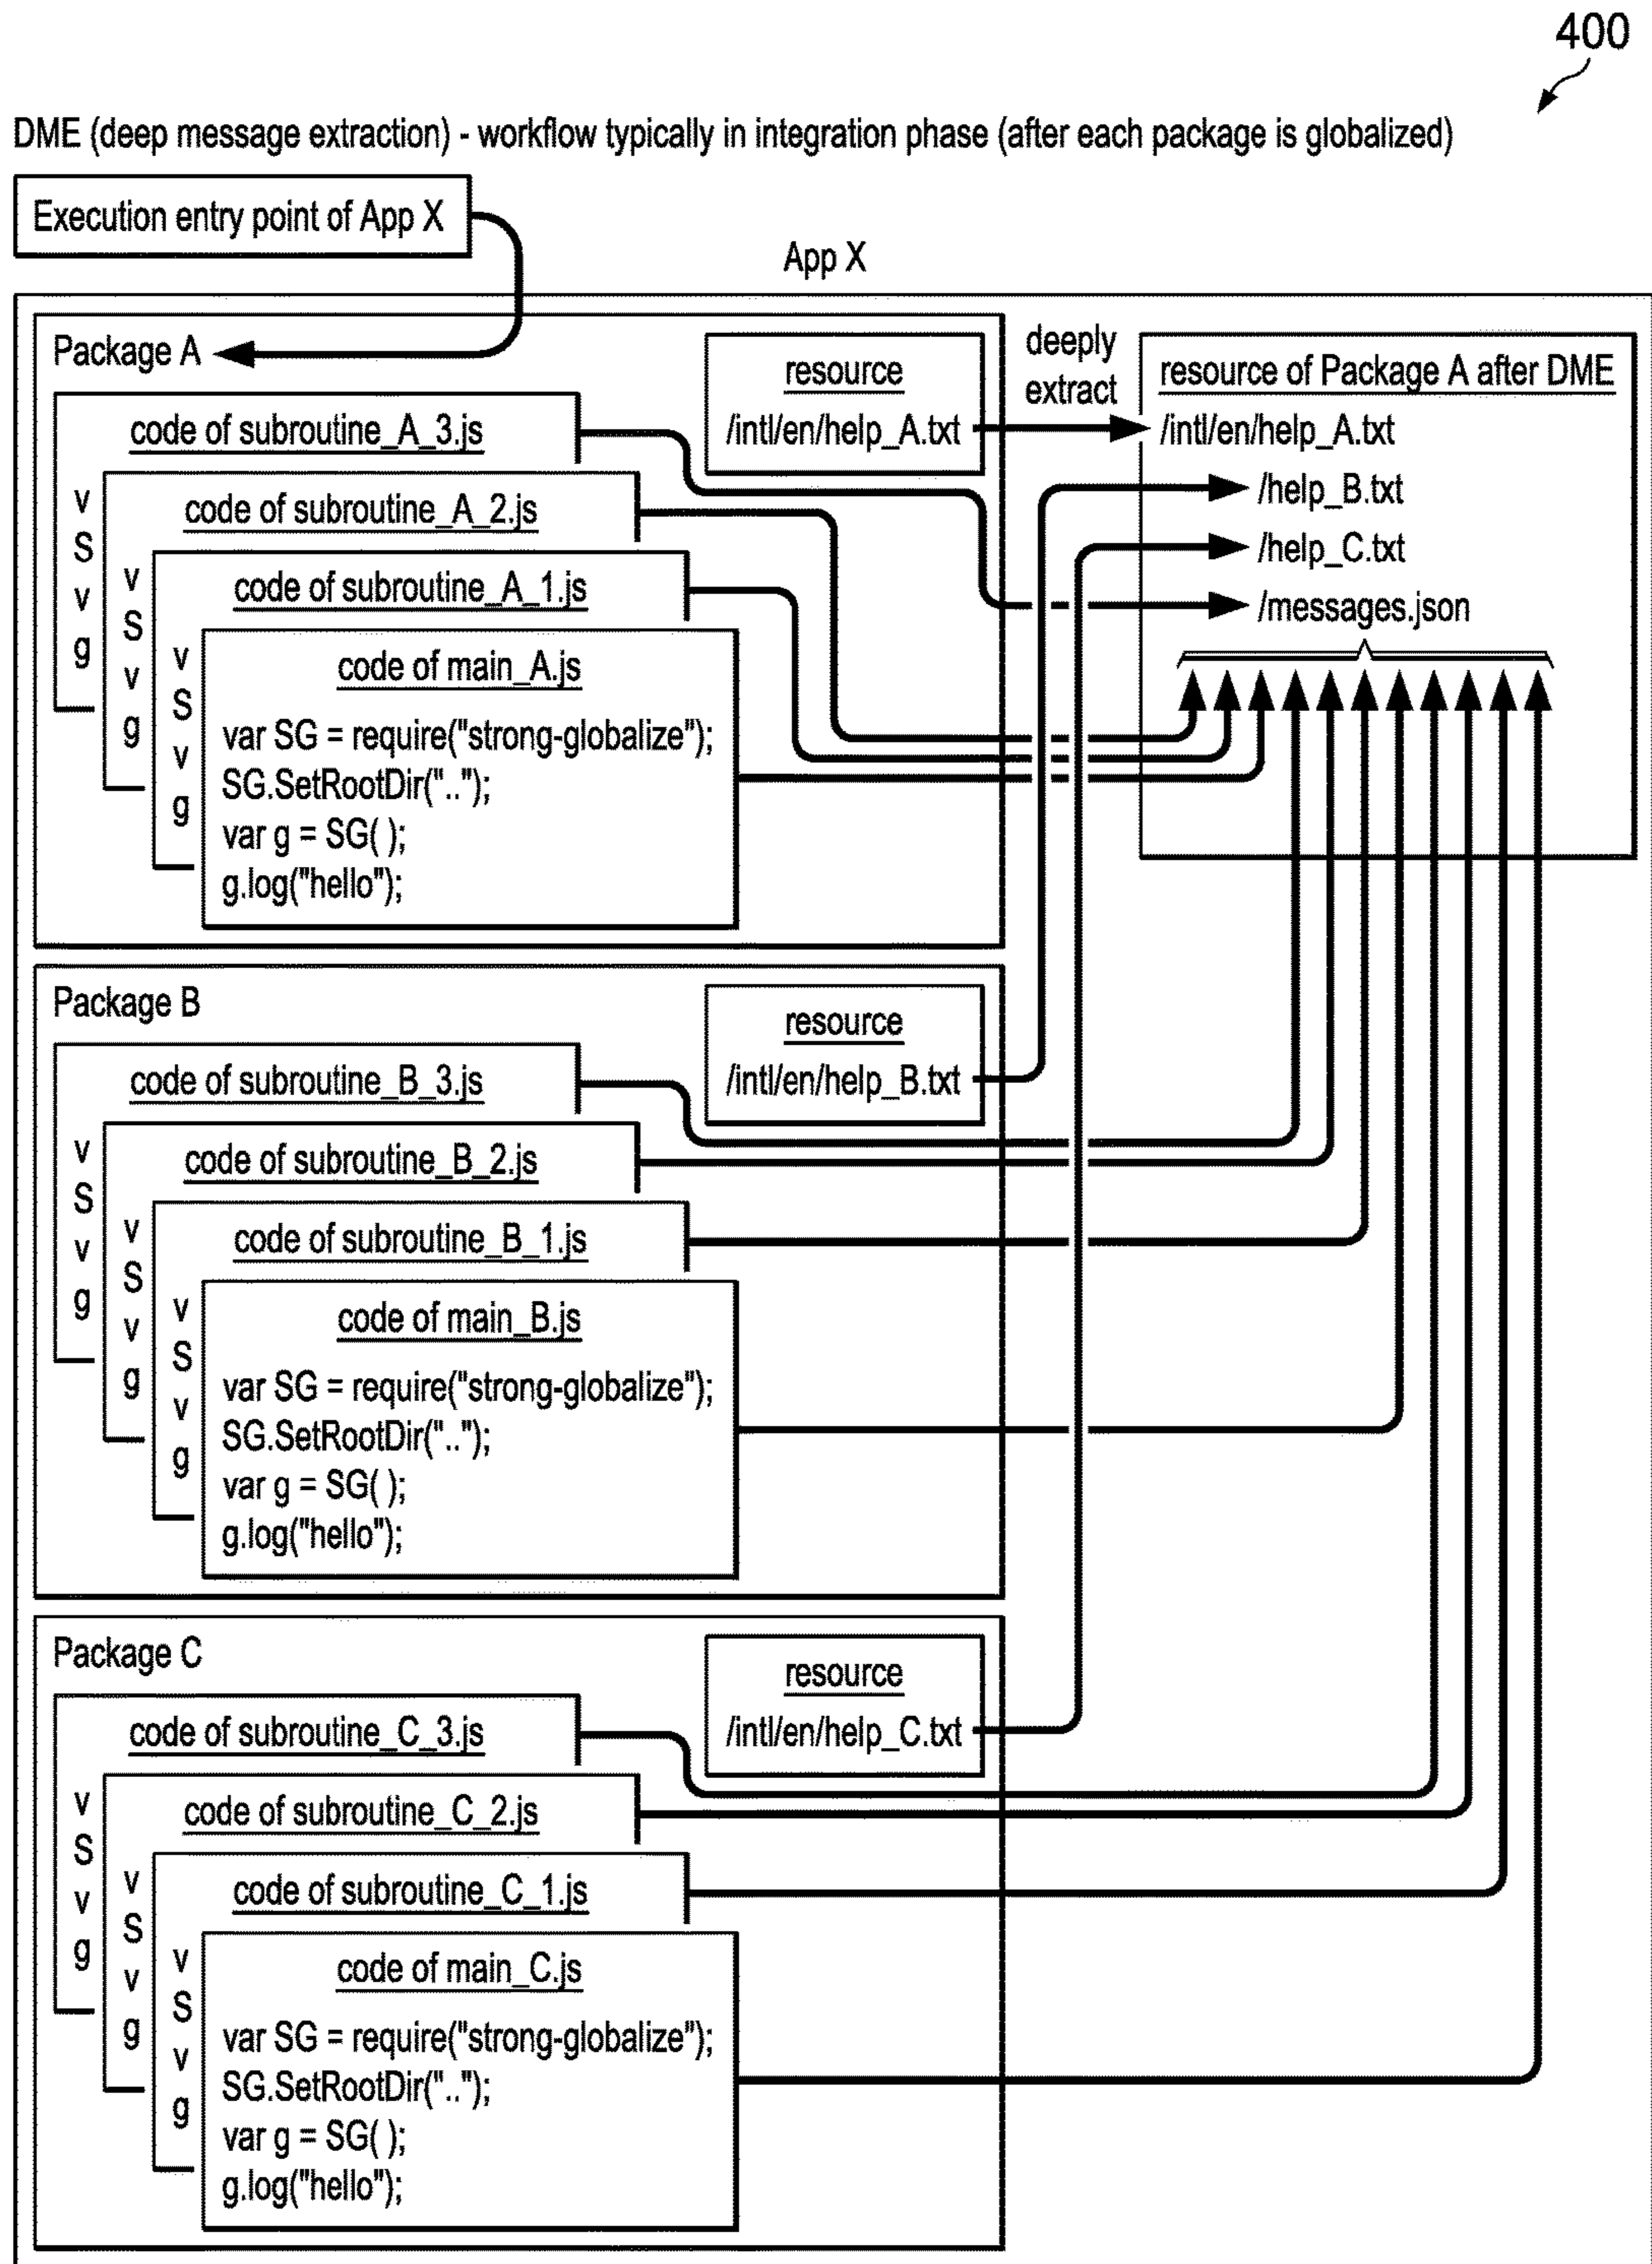 400
DME (deep message extraction) - workflow typically in integration phase (after each package is globalized)
Execution entry point of App X
App X
Package A
resource
/intl/en/help_A.txt
deeply
extract
resource of Package A after DME
/intl/en/help_A.txt
/help_B.txt
/help_C.txt
/messages.json
code of subroutine_A_3.js
v
S
v
g
code of subroutine_A_2.js
v
S
v
g
code of subroutine_A_1.js
v
S
v
g
code of main_A.js
var SG = require("strong-globalize");
SG.SetRootDir("..");
var g = SG( );
g.log("hello");
Package B
resource
/intl/en/help_B.txt
code of subroutine_B_3.js
v
S
v
g
code of subroutine_B_2.js
v
S
v
g
code of subroutine_B_1.js
v
S
v
g
code of main_B.js
var SG = require("strong-globalize");
SG.SetRootDir("..");
var g = SG( );
g.log("hello");
Package C
resource
/intl/en/help_C.txt
code of subroutine_C_3.js
v
S
v
g
code of subroutine_C_2.js
v
S
v
g
code of subroutine_C_1.js
v
S
v
g
code of main_C.js
var SG = require("strong-globalize");
SG.SetRootDir("..");
var g = SG( );
g.log("hello");